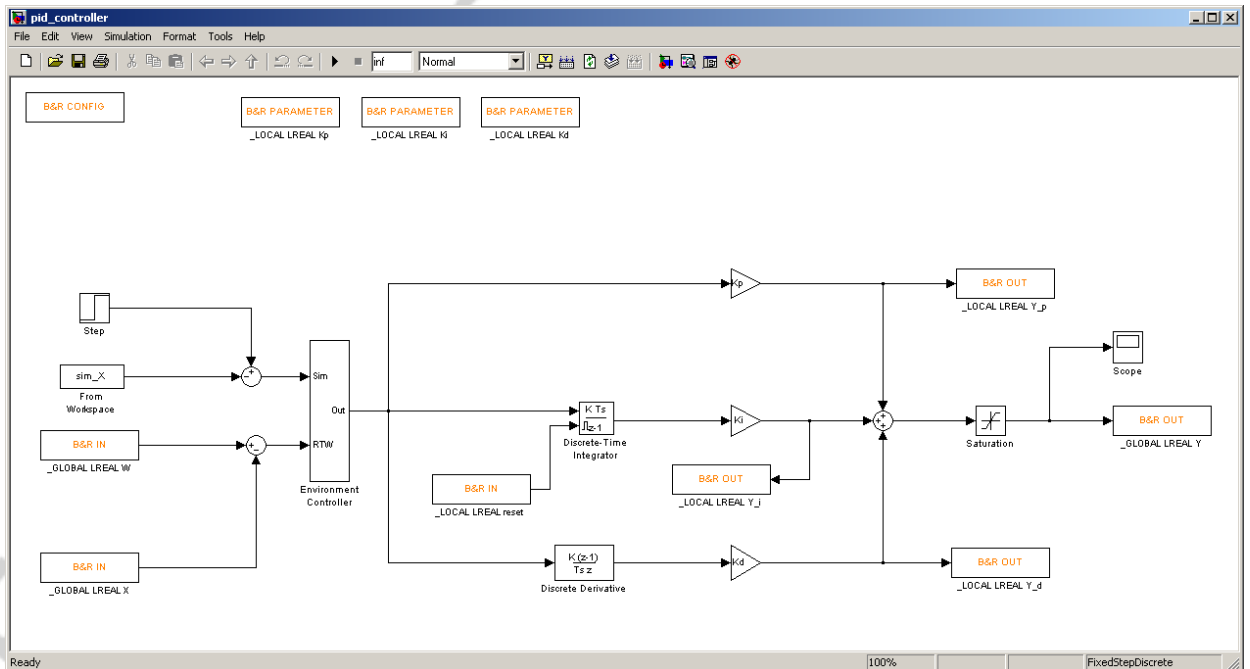 pid_controller
File Edit View Simulation Format Tools Help
inf Normal
B&R CONFIG
B&R PARAMETER
_LOCAL LREAL Kp
B&R PARAMETER
_LOCAL LREAL Ki
B&R PARAMETER
_LOCAL LREAL Kd
Step
sim_X
From
Workspace
B&R IN
_GLOBAL LREAL W
B&R IN
_GLOBAL LREAL X
-+
+-
Sim
Out
RTW
Environment
Controller
B&R IN
_LOCAL LREAL reset
K Ts
z-1
Discrete-Time
Integrator
K (z-1)
Ts z
Discrete Derivative
Kp
Ki
Kd
B&R OUT
_LOCAL LREAL Y_p
B&R OUT
_LOCAL LREAL Y_i
B&R OUT
_LOCAL LREAL Y_d
+
+
+
Saturation
Scope
B&R OUT
_GLOBAL LREAL Y
Ready 100% FixedStepDiscrete